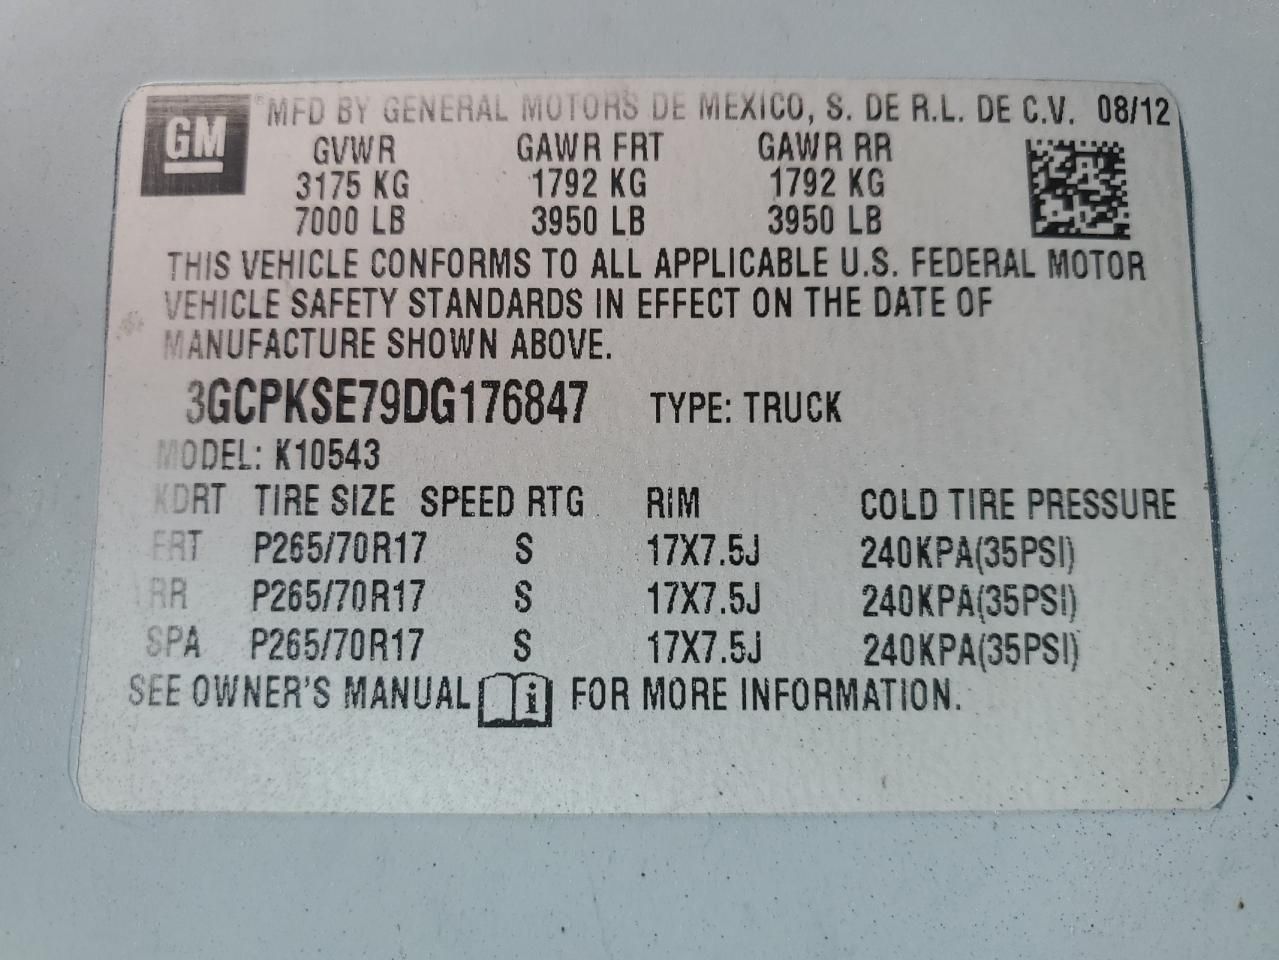 GM
MFD BY GENERAL MOTORS DE MEXICO, S. DE R.L. DE C.V. 08/12
GVWR GAWR FRT GAWR RR
3175 KG 1792 KG 1792 KG
7000 LB 3950 LB 3950 LB
THIS VEHICLE CONFORMS TO ALL APPLICABLE U.S. FEDERAL MOTOR
VEHICLE SAFETY STANDARDS IN EFFECT ON THE DATE OF
MANUFACTURE SHOWN ABOVE.
3GCPKSE79DG176847 TYPE: TRUCK
MODEL: K10543
KDRT TIRE SIZE SPEED RTG RIM COLD TIRE PRESSURE
FRT P265/70R17 S 17X7.5J 240KPA(35PSI)
RR P265/70R17 S 17X7.5J 240KPA(35PSI)
SPA P265/70R17 S 17X7.5J 240KPA(35PSI)
SEE OWNER'S MANUAL i FOR MORE INFORMATION.